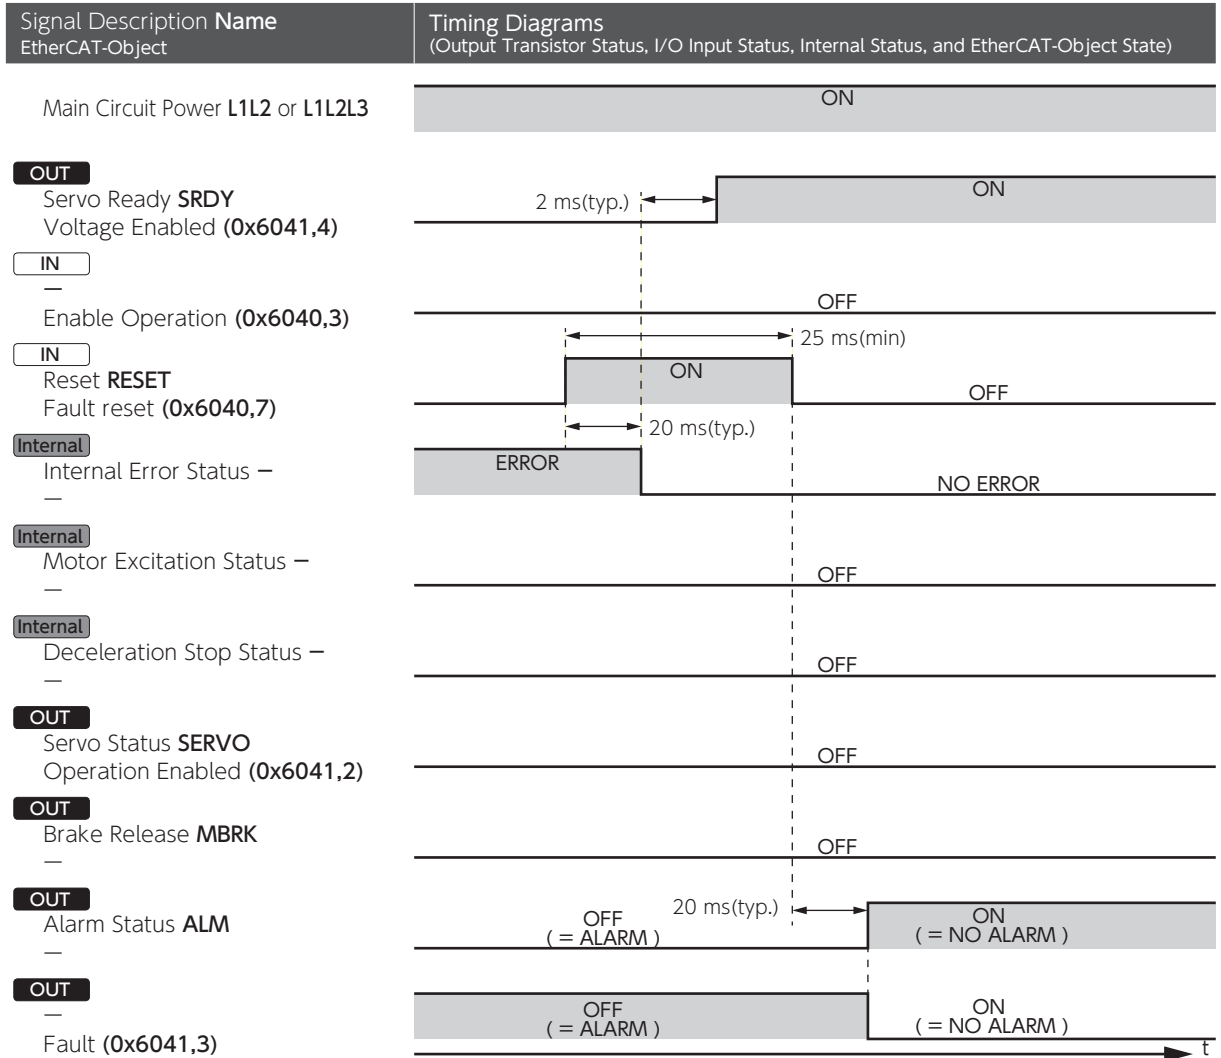 Signal Description Name
EtherCAT-Object
Timing Diagrams
(Output Transistor Status, I/O Input Status, Internal Status, and EtherCAT-Object State)
Main Circuit Power L1L2 or L1L2L3
ON
OUT
Servo Ready SRDY
Voltage Enabled (0x6041,4)
2 ms(typ.)
ON
IN
—
Enable Operation (0x6040,3)
OFF
IN
Reset RESET
Fault reset (0x6040,7)
25 ms(min)
ON
OFF
20 ms(typ.)
Internal
Internal Error Status —
—
ERROR
NO ERROR
Internal
Motor Excitation Status —
—
OFF
Internal
Deceleration Stop Status —
—
OFF
OUT
Servo Status SERVO
Operation Enabled (0x6041,2)
OFF
OUT
Brake Release MBRK
—
OFF
OUT
Alarm Status ALM
—
OFF
( = ALARM )
20 ms(typ.)
ON
( = NO ALARM )
OUT
—
Fault (0x6041,3)
OFF
( = ALARM )
ON
( = NO ALARM )
t